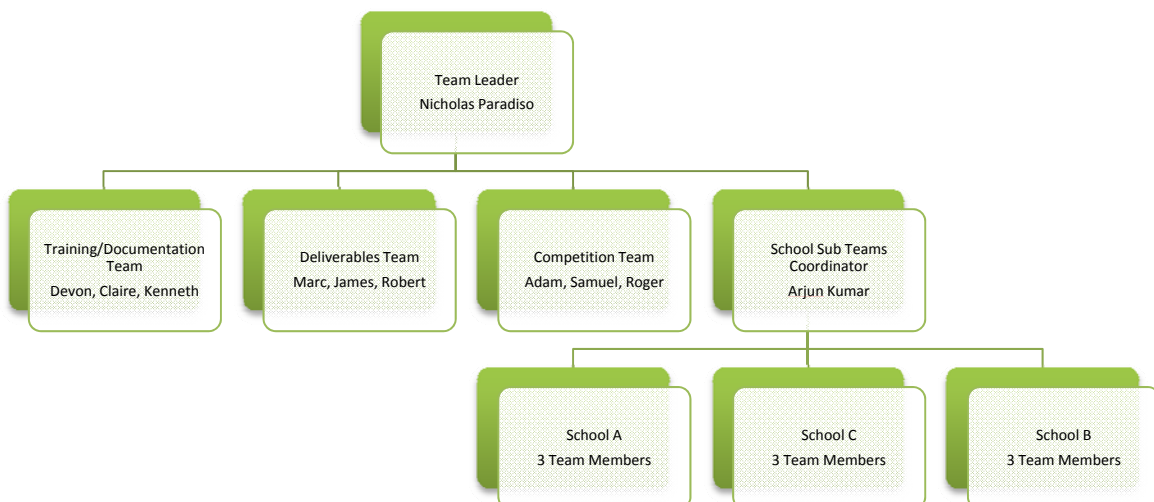 Team Leader
Nicholas Paradiso
Training/Documentation
Team
Devon, Claire, Kenneth
Deliverables Team
Marc, James, Robert
Competition Team
Adam, Samuel, Roger
School Sub Teams
Coordinator
Arjun Kumar
School A
3 Team Members
School C
3 Team Members
School B
3 Team Members